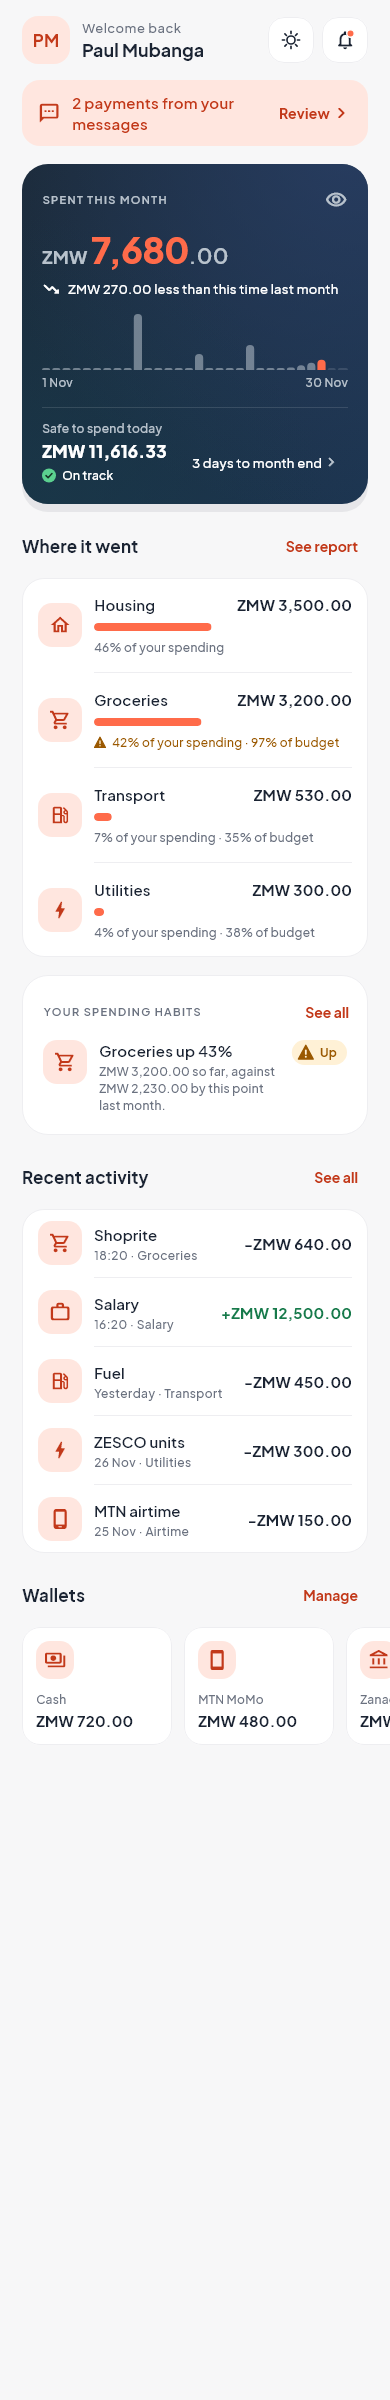 PM
Welcome back
Paul Mubanga
2 payments from your
messages
Review
SPENT THIS MONTH
ZMW 7,680.00
ZMW 270.00 less than this time last month
1 Nov
30 Nov
Safe to spend today
ZMW 11,616.33
On track
3 days to month end
Where it went
See report
Housing
ZMW 3,500.00
46% of your spending
Groceries
ZMW 3,200.00
42% of your spending · 97% of budget
Transport
ZMW 530.00
7% of your spending · 35% of budget
Utilities
ZMW 300.00
4% of your spending · 38% of budget
YOUR SPENDING HABITS
See all
Groceries up 43%
Up
ZMW 3,200.00 so far, against
ZMW 2,230.00 by this point
last month.
Recent activity
See all
Shoprite
18:20 · Groceries
−ZMW 640.00
Salary
16:20 · Salary
+ZMW 12,500.00
Fuel
Yesterday · Transport
−ZMW 450.00
ZESCO units
26 Nov · Utilities
−ZMW 300.00
MTN airtime
25 Nov · Airtime
−ZMW 150.00
Wallets
Manage
Cash
ZMW 720.00
MTN MoMo
ZMW 480.00